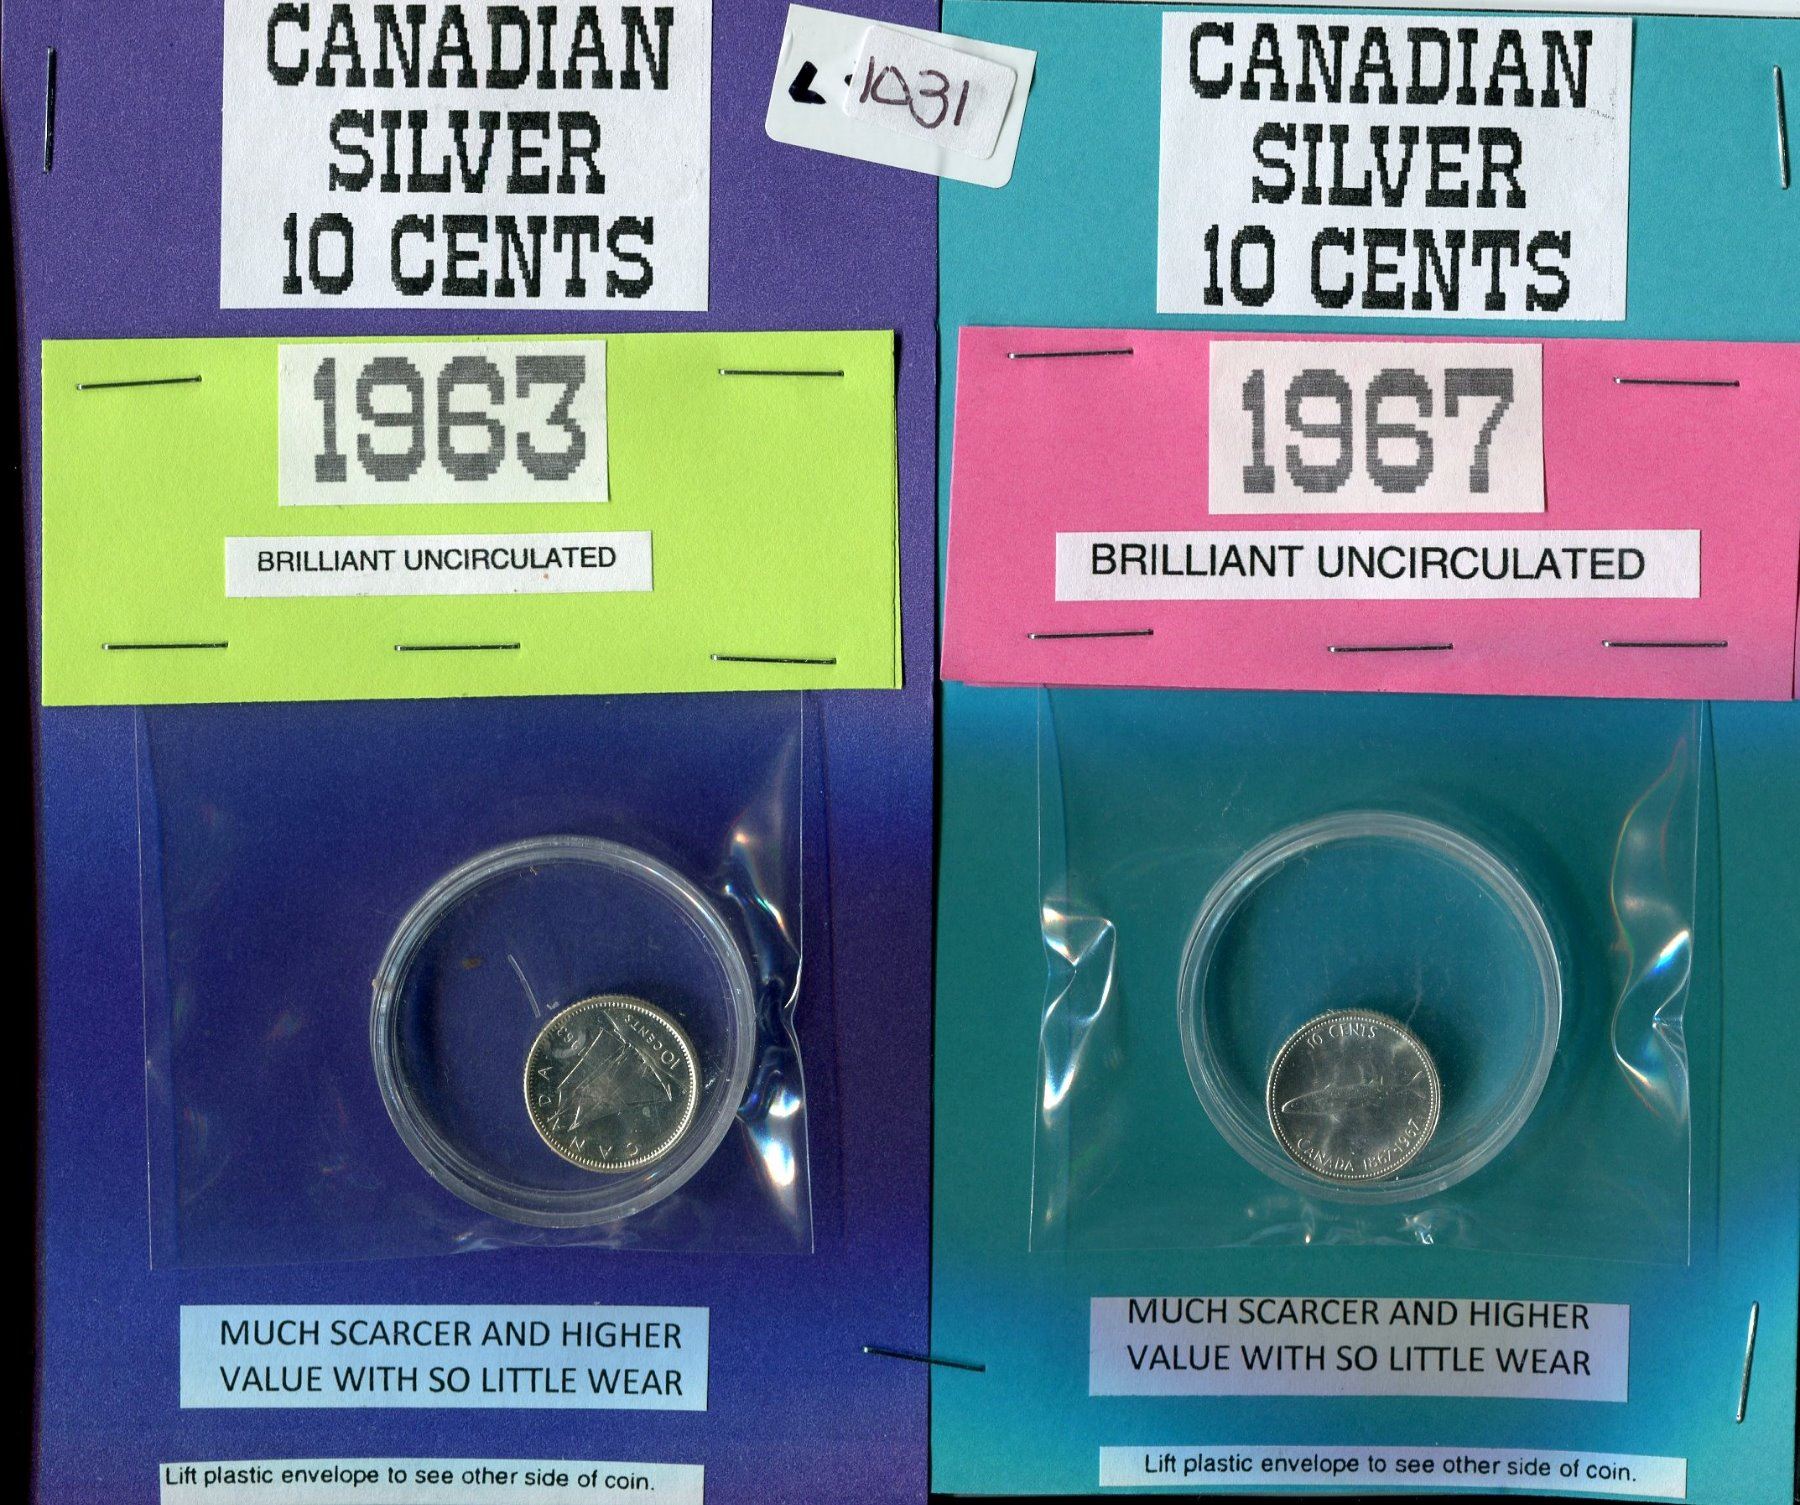 CANADIAN
SILVER
10 CENTS
1963
BRILLIANT UNCIRCULATED
10 CENTS
CANADA
MUCH SCARCER AND HIGHER
VALUE WITH SO LITTLE WEAR
Lift plastic envelope to see other side of coin.
L-1031
CANADIAN
SILVER
10 CENTS
1967
BRILLIANT UNCIRCULATED
10 CENTS
CANADA 1867-1967
MUCH SCARCER AND HIGHER
VALUE WITH SO LITTLE WEAR
Lift plastic envelope to see other side of coin.